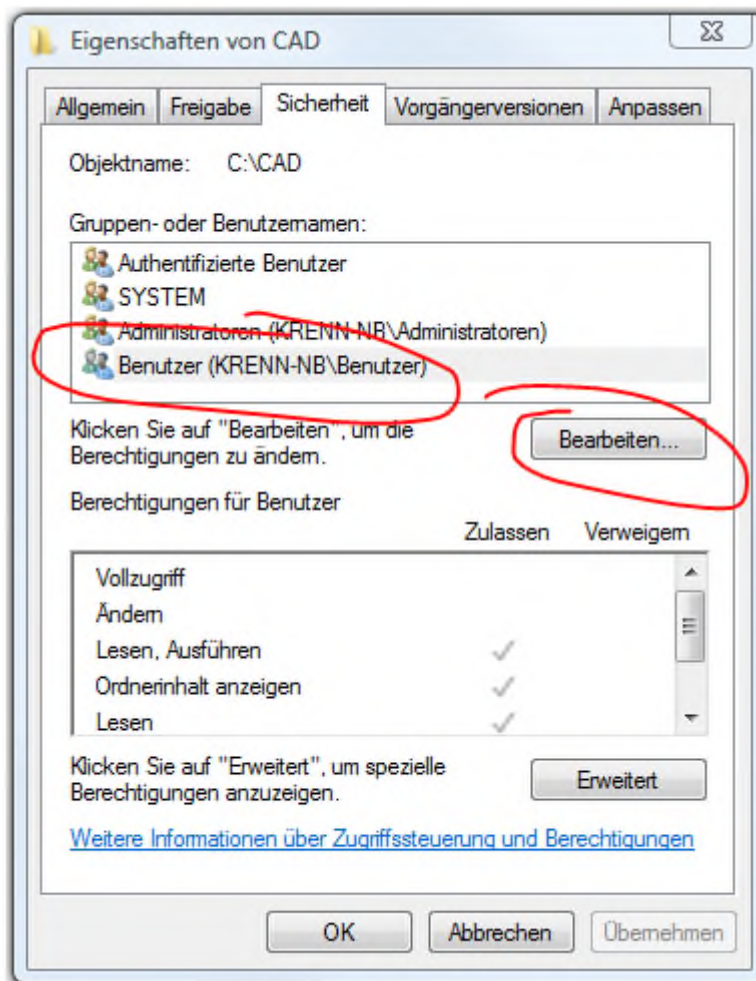 Eigenschaften von CAD
Allgemein Freigabe Sicherheit Vorgängerversionen Anpassen
Objektname: C:\CAD
Gruppen- oder Benutzernamen:
Authentifizierte Benutzer
SYSTEM
Administratoren (KRENN-NB\Administratoren)
Benutzer (KRENN-NB\Benutzer)
Klicken Sie auf "Bearbeiten", um die
Berechtigungen zu ändern.
Bearbeiten...
Berechtigungen für Benutzer
Zulassen Verweigern
Vollzugriff
Ändern
Lesen, Ausführen
Ordnerinhalt anzeigen
Lesen
Klicken Sie auf "Erweitert", um spezielle
Berechtigungen anzuzeigen.
Erweitert
Weitere Informationen über Zugriffssteuerung und Berechtigungen
OK Abbrechen Übernehmen